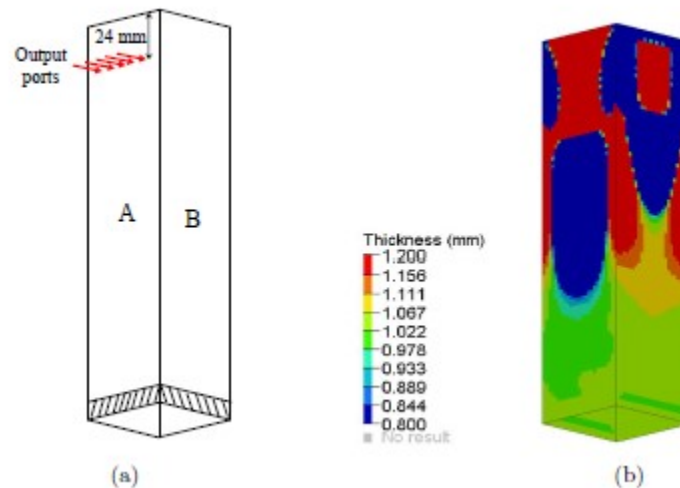 24 mm
Output
ports
A
B
Thickness (mm)
1.200
1.156
1.111
1.067
1.022
0.978
0.933
0.889
0.844
0.800
No result
(a)
(b)